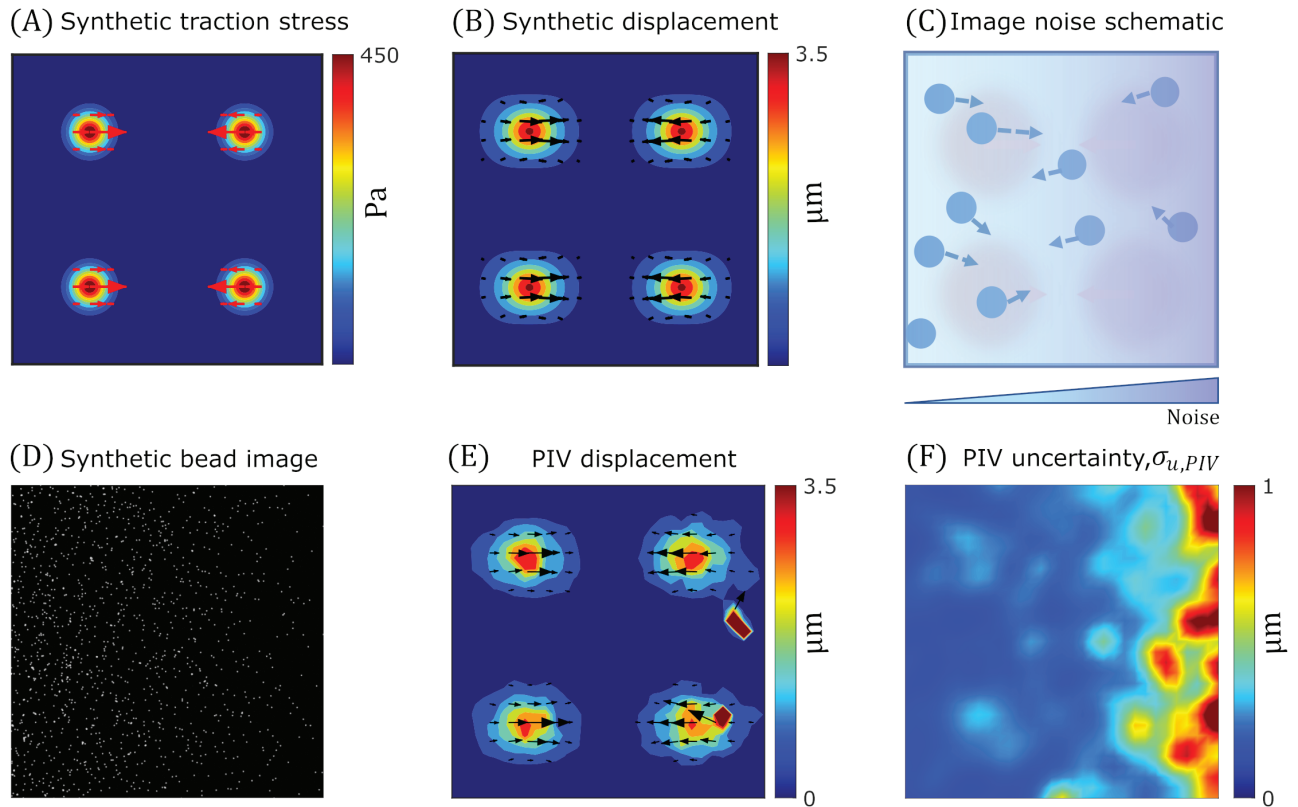 (A) Synthetic traction stress
450
Pa
(B) Synthetic displacement
3.5
μm
(C) Image noise schematic
Noise
(D) Synthetic bead image
(E) PIV displacement
3.5
μm
0
(F) PIV uncertainty,σu,PIV
1
μm
0